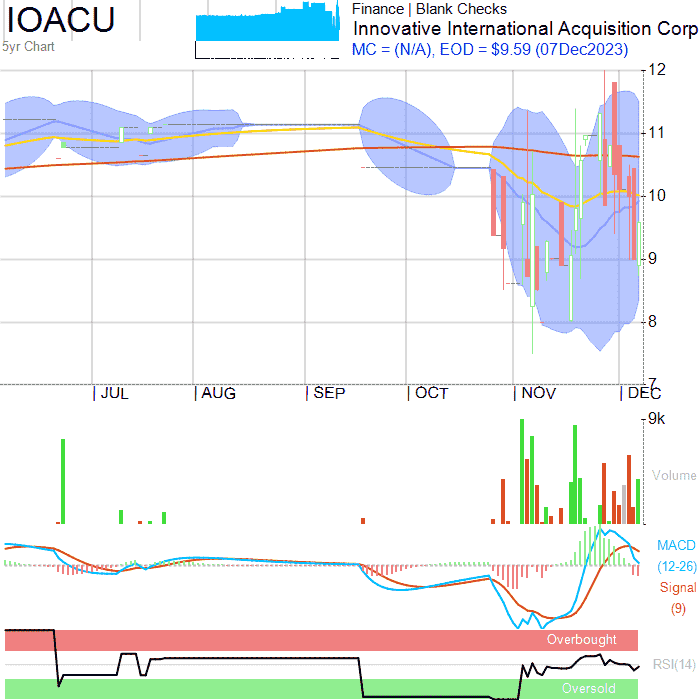 IOACU
5yr Chart
Finance | Blank Checks
Innovative International Acquisition Corp
MC = (N/A), EOD = $9.59 (07Dec2023)
12
11
10
9
8
7
JUL
AUG
SEP
OCT
NOV
DEC
9k
Volume
MACD
(12-26)
Signal
(9)
Overbought
RSI(14)
Oversold